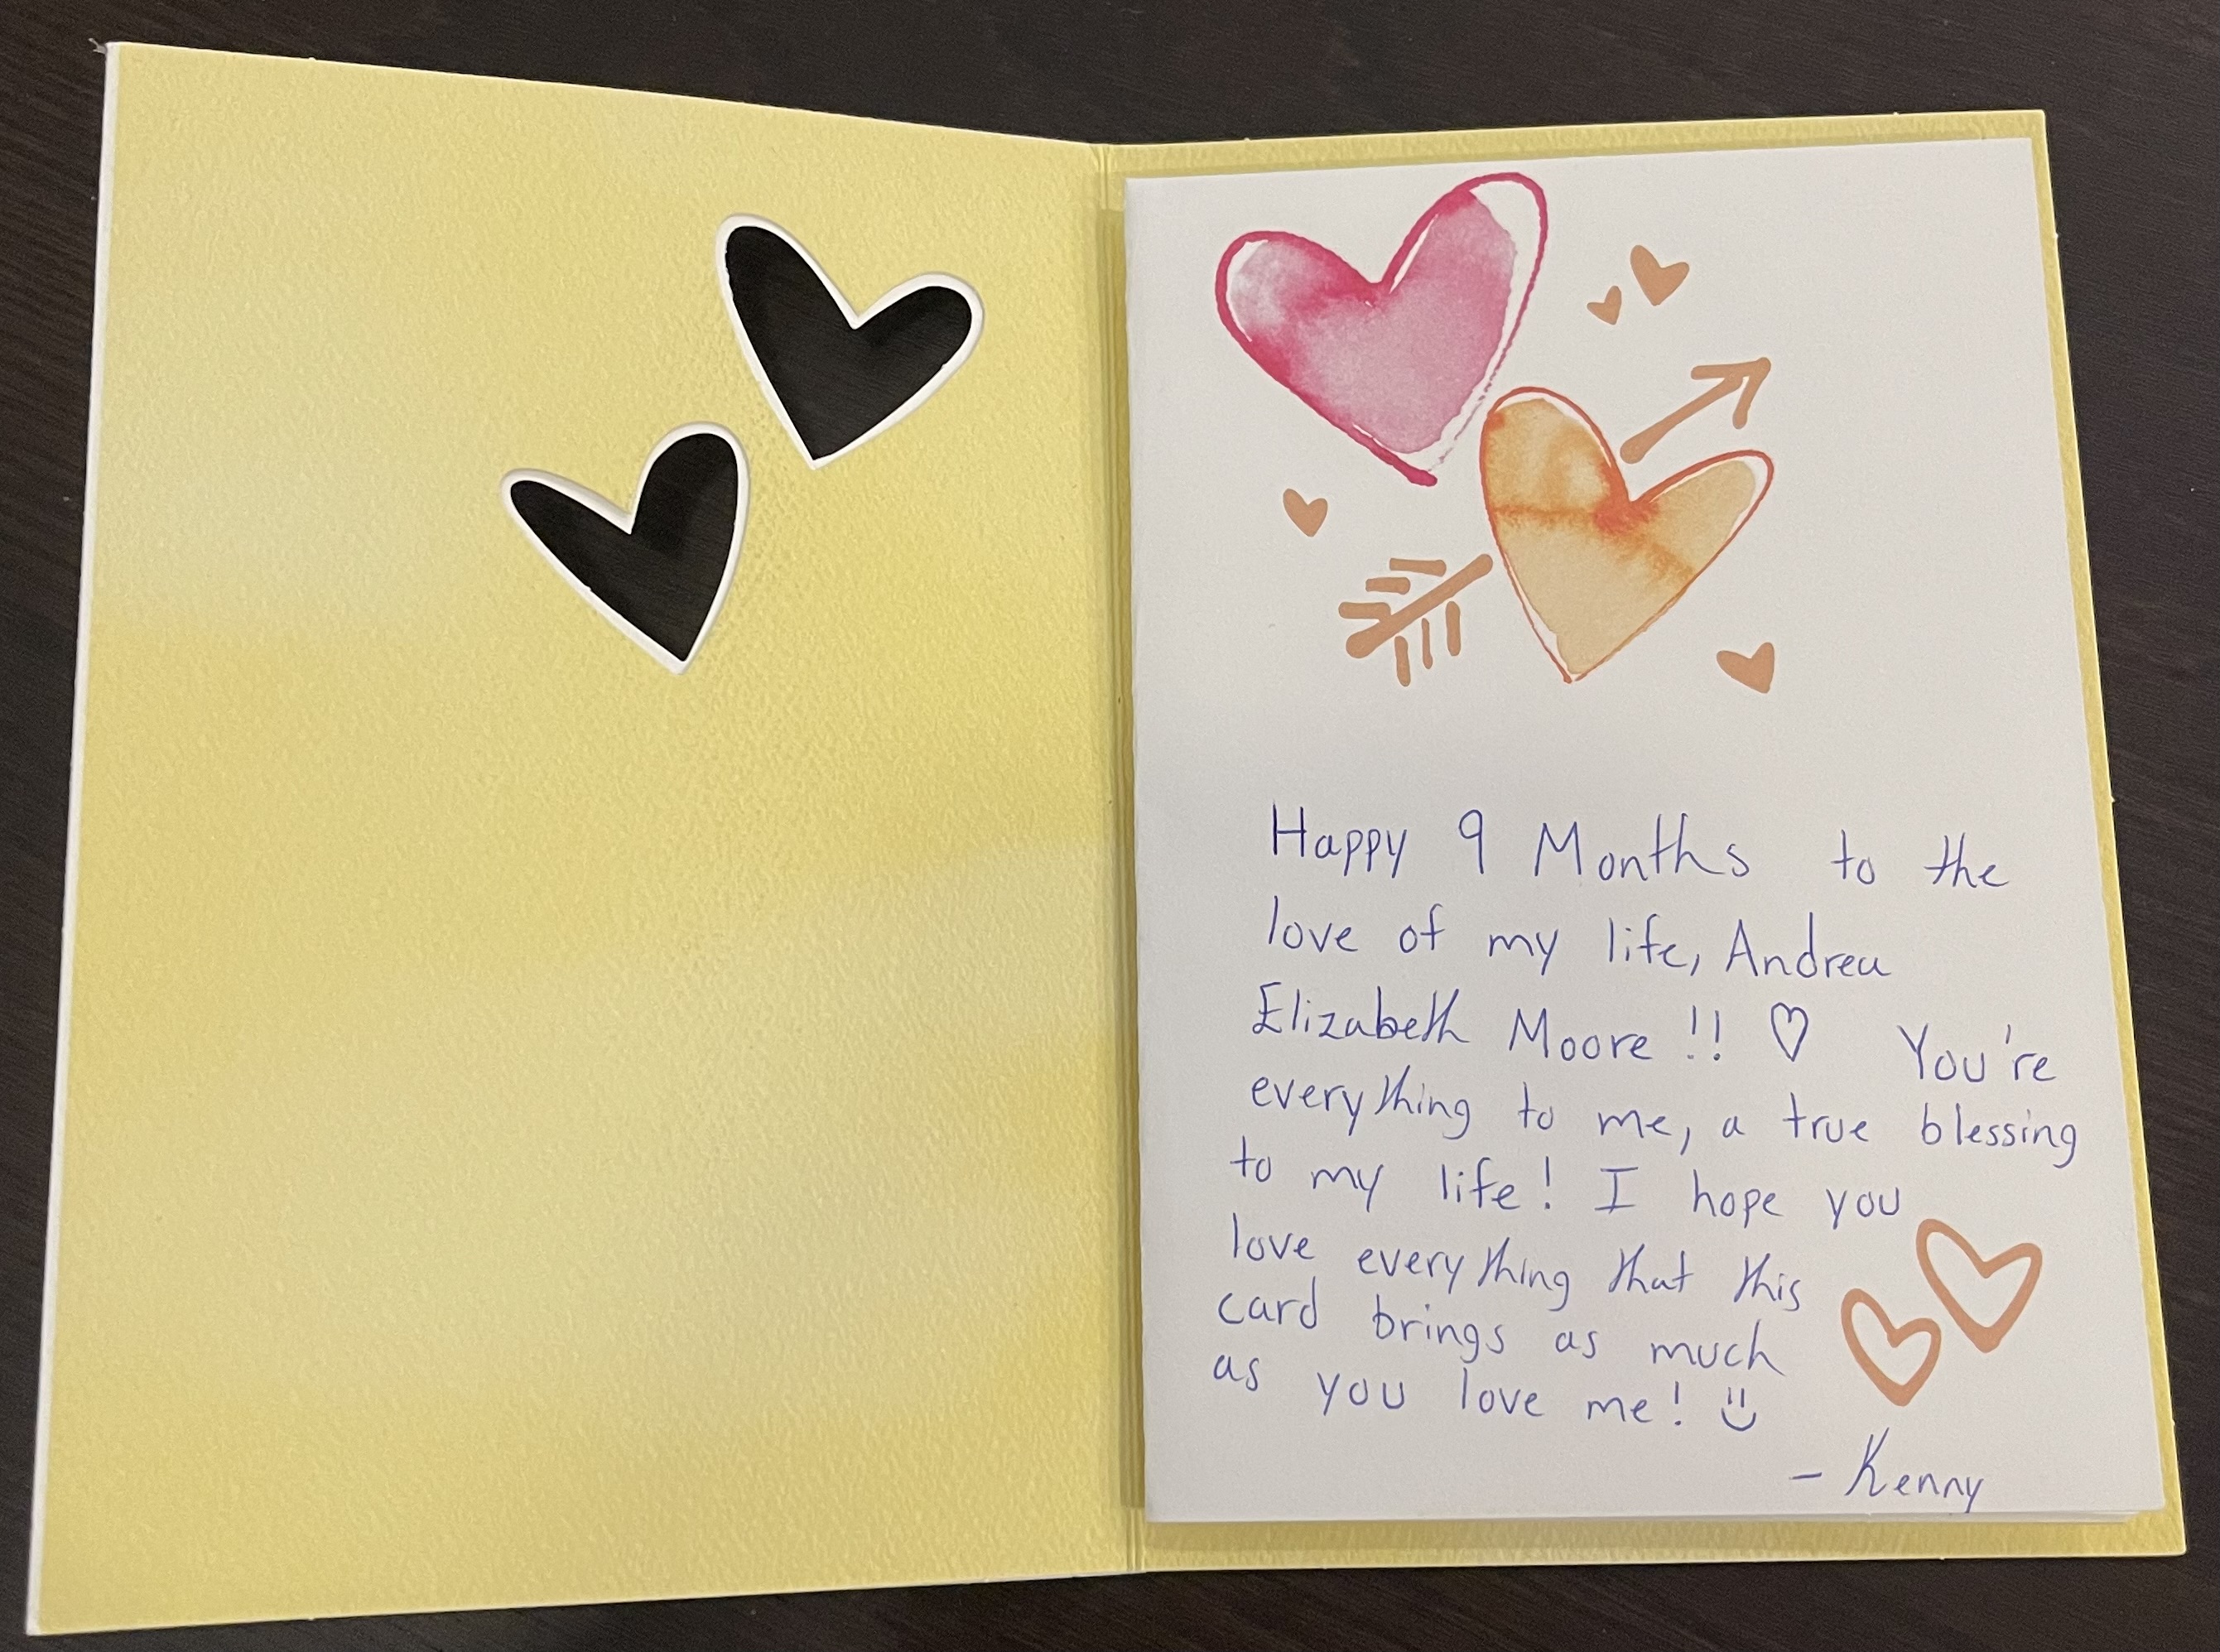 Happy 9 Months to the
love of my life, Andrea
Elizabeth Moore!! ♡ You're
everything to me, a true blessing
to my life! I hope you
love everything that this
card brings as much
as you love me! :)
- Kenny